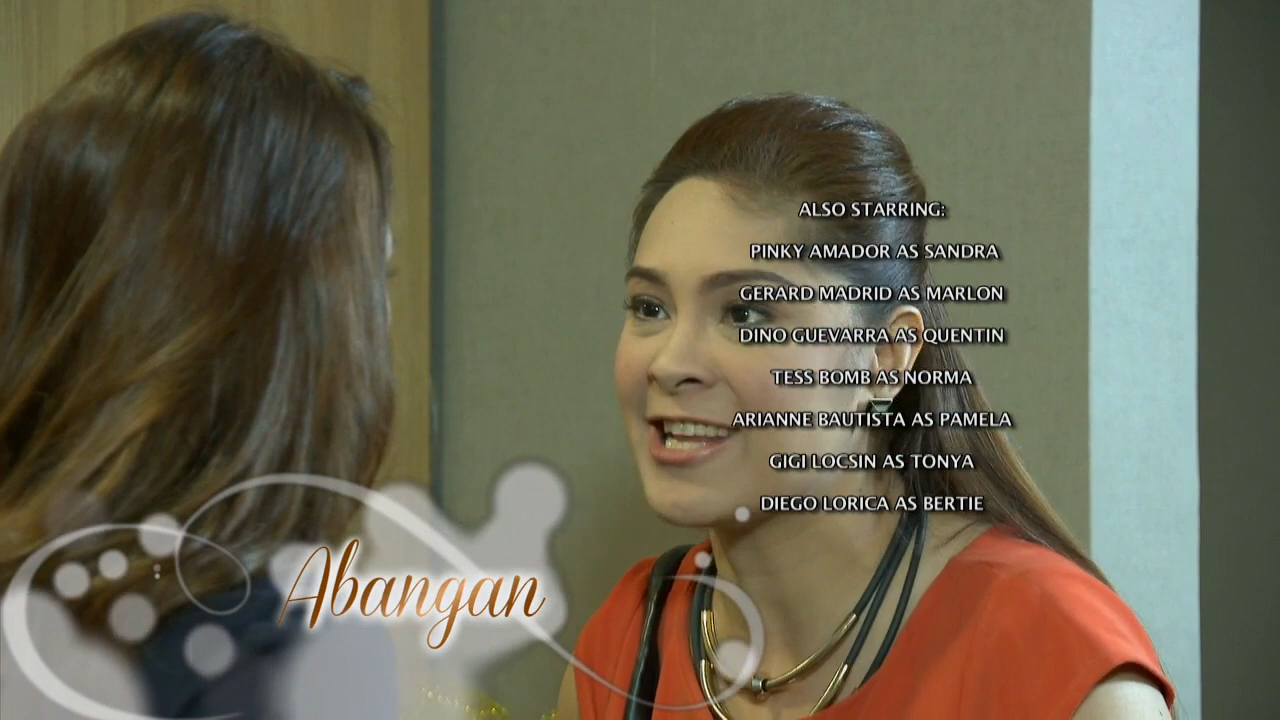 ALSO STARRING:
PINKY AMADOR AS SANDRA
GERARD MADRID AS MARLON
DINO GUEVARRA AS QUENTIN
TESS BOMB AS NORMA
ARIANNE BAUTISTA AS PAMELA
GIGI LOCSIN AS TONYA
DIEGO LORICA AS BERTIE
Abangan